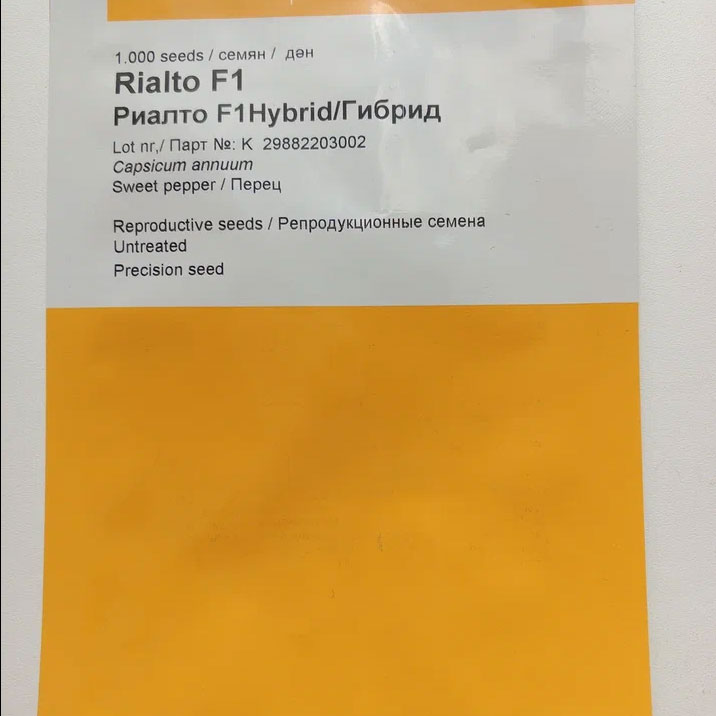 1.000 seeds / семян / дән
Rialto F1
Риалто F1Hybrid/Гибрид
Lot nr,/ Парт №: K 29882203002
Capsicum annuum
Sweet pepper / Перец
Reproductive seeds / Репродукционные семена
Untreated
Precision seed